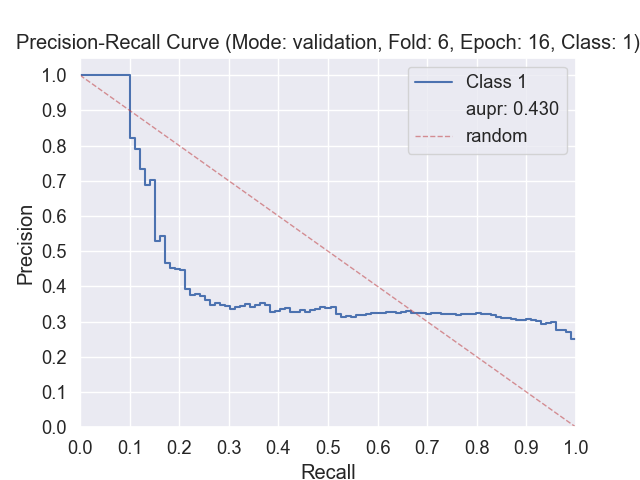 Precision-Recall Curve (Mode: validation, Fold: 6, Epoch: 16, Class: 1)
1.0
0.9
0.8
0.7
0.6
0.5
0.4
0.3
0.2
0.1
0.0
Precision
Class 1
aupr: 0.430
random
0.0 0.1 0.2 0.3 0.4 0.5 0.6 0.7 0.8 0.9 1.0
Recall